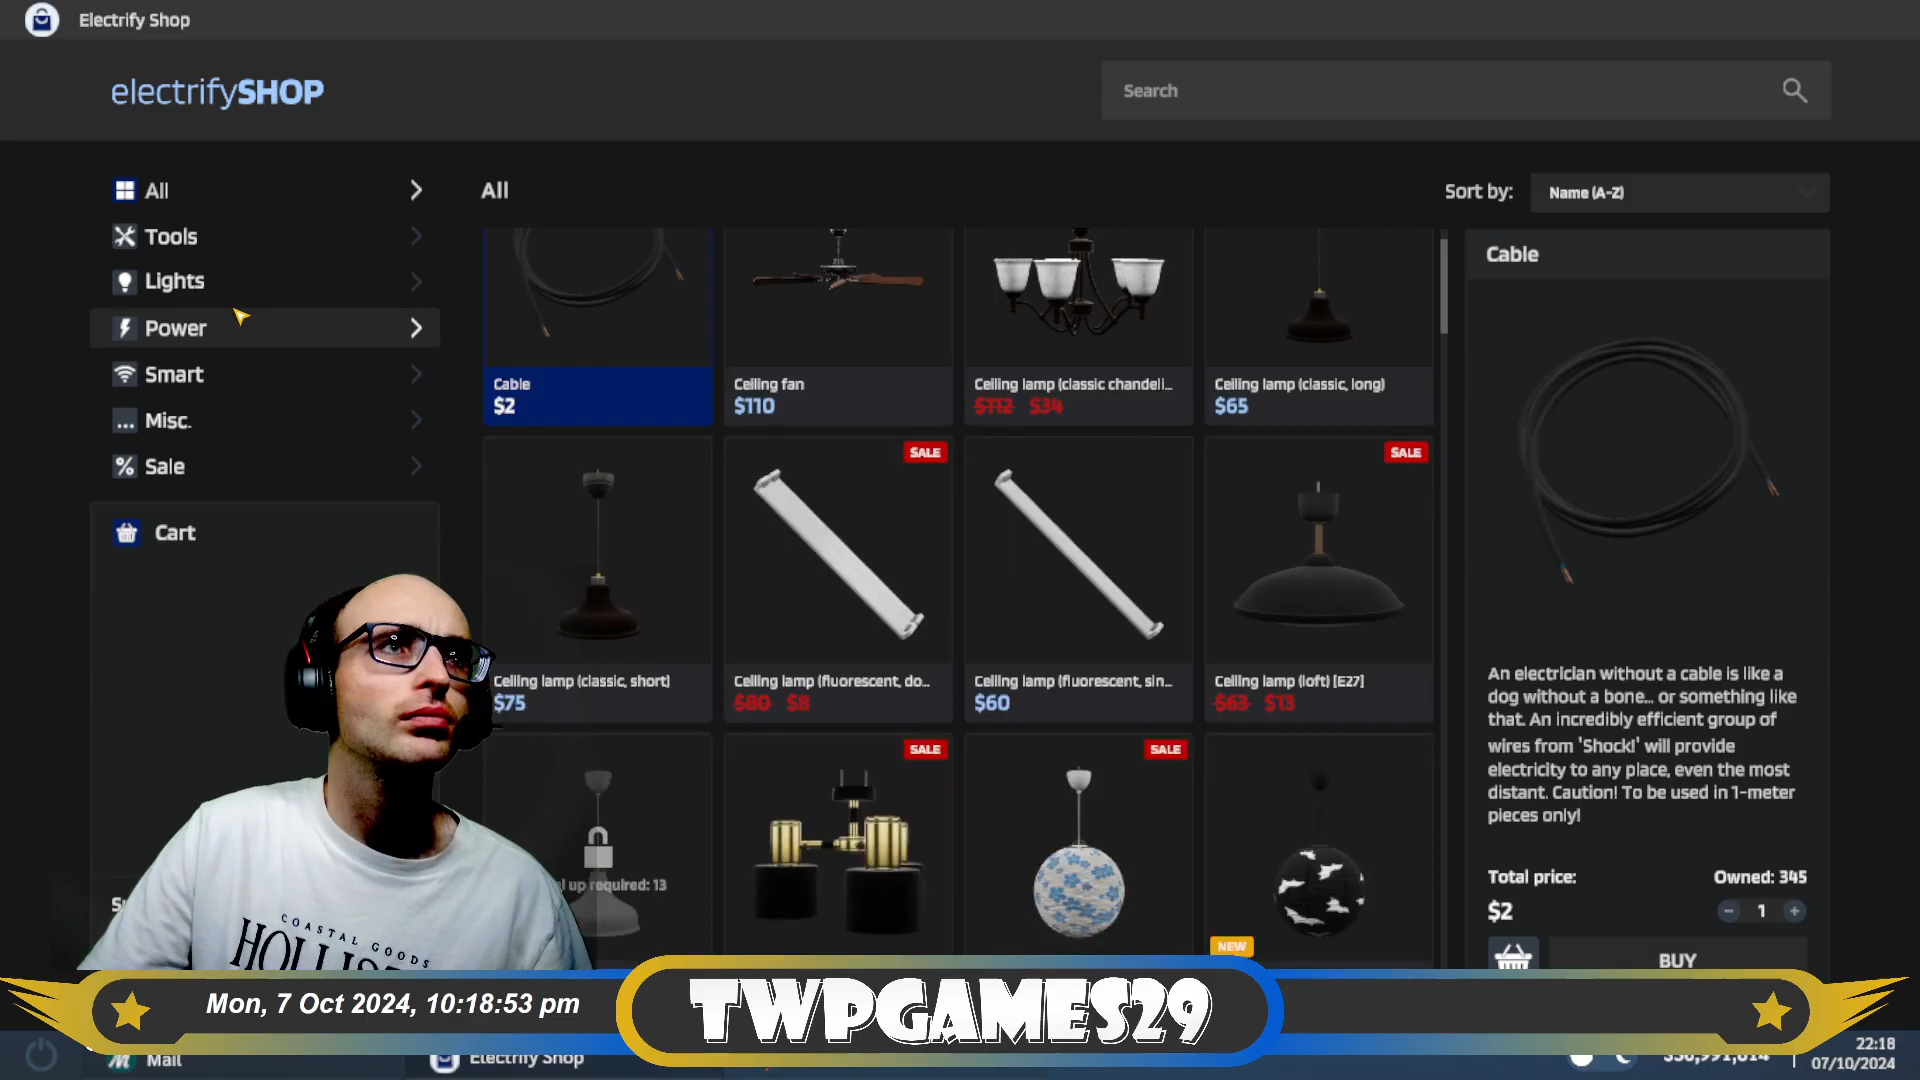 Electrify Shop
electrifySHOP
Search
All
Tools
Lights
Power
Smart
Misc.
Sale
Cart
All
Sort by:
Name (A-Z)
Cable
$2
Ceiling fan
$110
Ceiling lamp (classic chandeli...
$112 $34
Ceiling lamp (classic, long)
$65
SALE
SALE
Ceiling lamp (classic, short)
$75
Ceiling lamp (fluorescent, do...
$80 $8
Ceiling lamp (fluorescent, sin...
$60
Ceiling lamp (loft) [E27]
$63 $13
SALE
SALE
up required: 13
NEW
Cable
An electrician without a cable is like a
dog without a bone... or something like
that. An incredibly efficient group of
wires from 'Shock!' will provide
electricity to any place, even the most
distant. Caution! To be used in 1-meter
pieces only!
Total price:
Owned: 345
$2
1
BUY
COASTAL GOODS
Mon, 7 Oct 2024, 10:18:53 pm
TWPGAMES29
Mail
Electrify Shop
22:18
07/10/2024